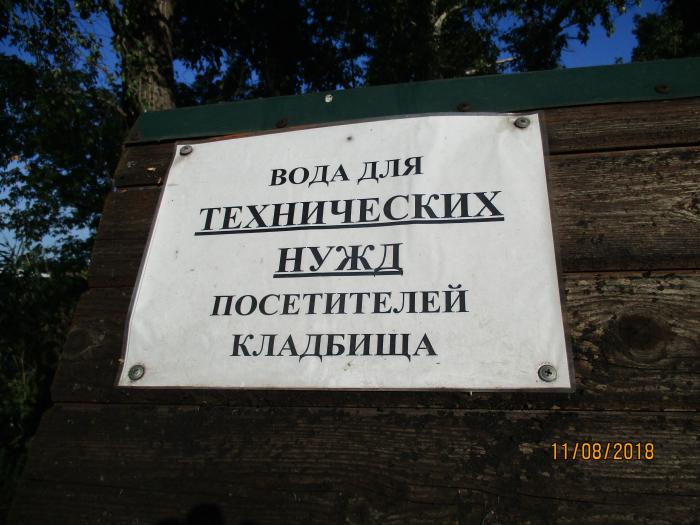 ВОДА ДЛЯ
ТЕХНИЧЕСКИХ
НУЖД
ПОСЕТИТЕЛЕЙ
КЛАДБИЩА
11/08/2018